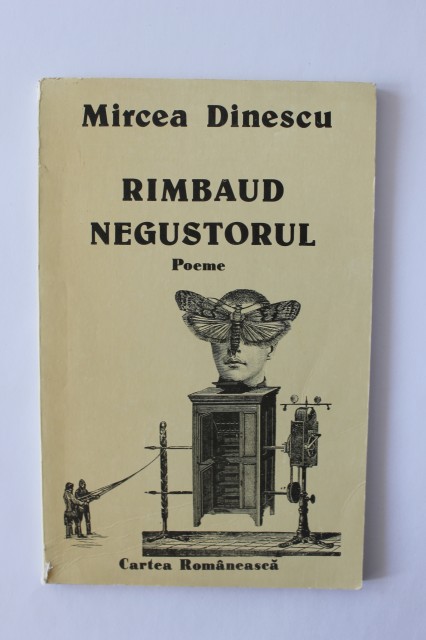 Mircea Dinescu
RIMBAUD
NEGUSTORUL
Poeme
Cartea Românească